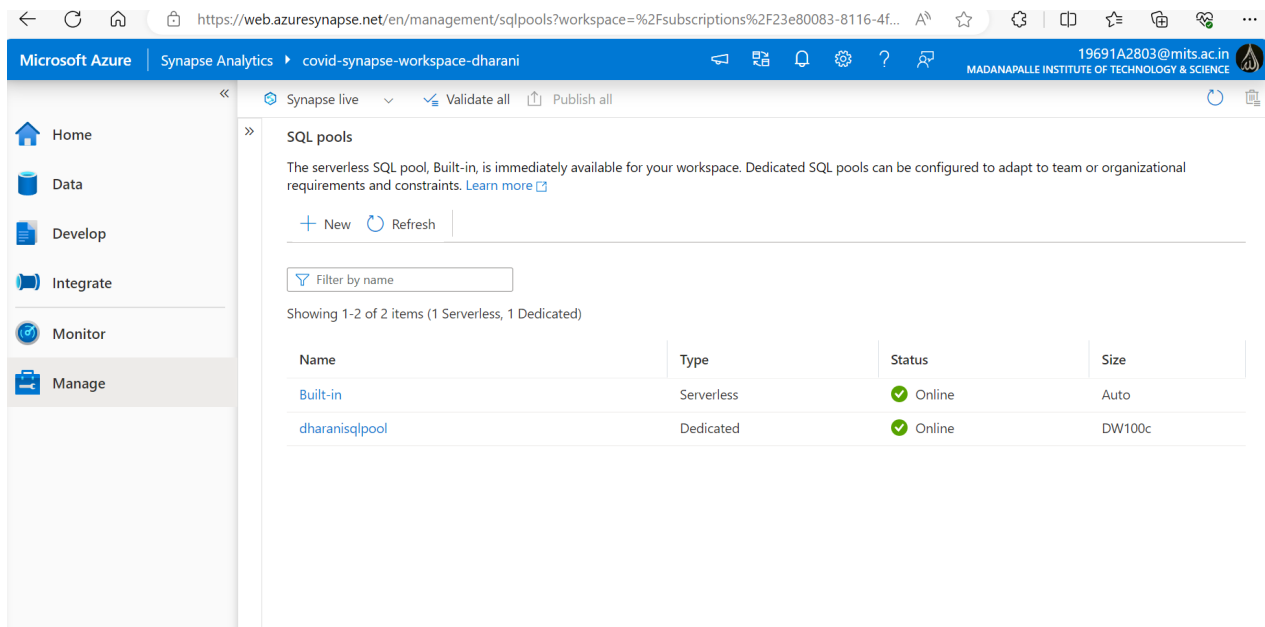 https://web.azuresynapse.net/en/management/sqlpools?workspace=%2Fsubscriptions%2F23e80083-8116-4f...
Microsoft Azure
Synapse Analytics
covid-synapse-workspace-dharani
19691A2803@mits.ac.in
MADANAPALLE INSTITUTE OF TECHNOLOGY & SCIENCE
Home
Data
Develop
Integrate
Monitor
Manage
Synapse live
Validate all
Publish all
SQL pools
The serverless SQL pool, Built-in, is immediately available for your workspace. Dedicated SQL pools can be configured to adapt to team or organizational
requirements and constraints. Learn more
New
Refresh
Filter by name
Showing 1-2 of 2 items (1 Serverless, 1 Dedicated)
Name Type Status Size
Built-in Serverless Online Auto
dharanisqlpool Dedicated Online DW100c